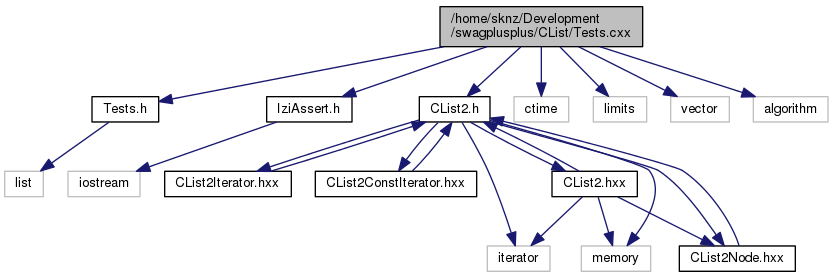 /home/sknz/Development
/swagplusplus/CList/Tests.cxx
Tests.h
IziAssert.h
CList2.h
ctime
limits
vector
algorithm
list
iostream
CList2Iterator.hxx
CList2ConstIterator.hxx
CList2.hxx
iterator
memory
CList2Node.hxx